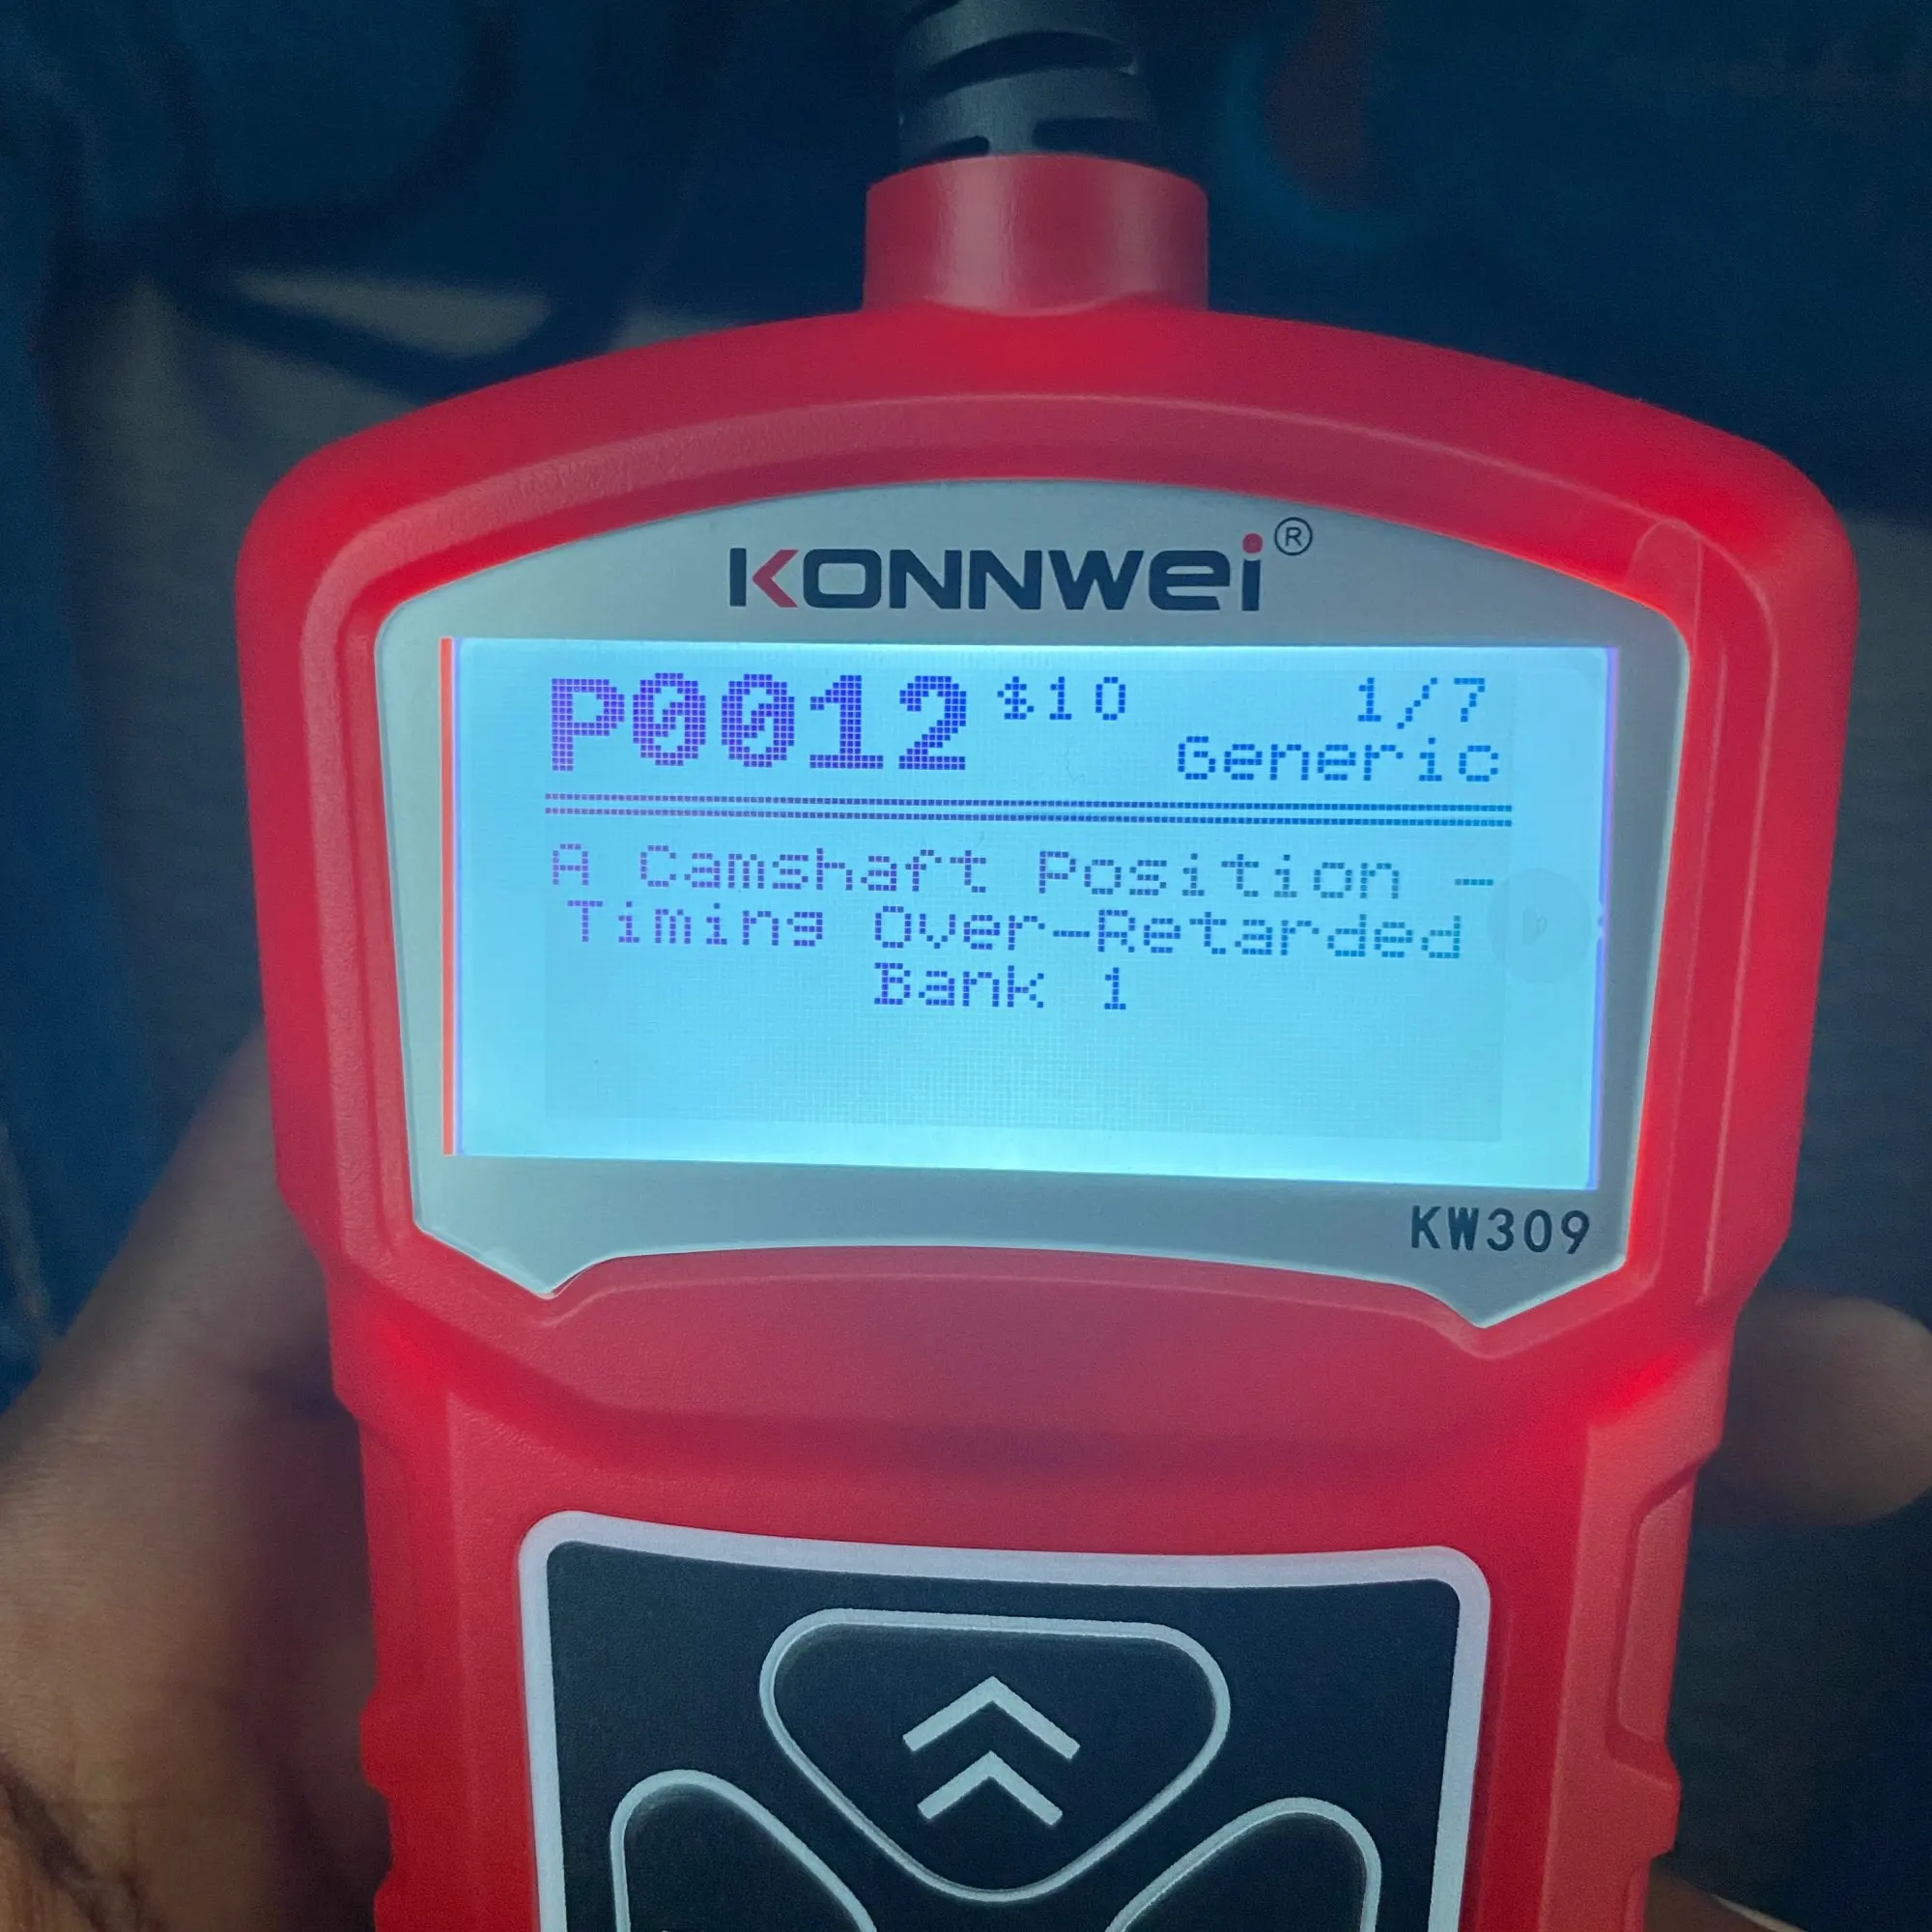 KONNWEI®
P0012 $10 1/7
Generic
A Camshaft Position -
Timing Over-Retarded
Bank 1
KW309